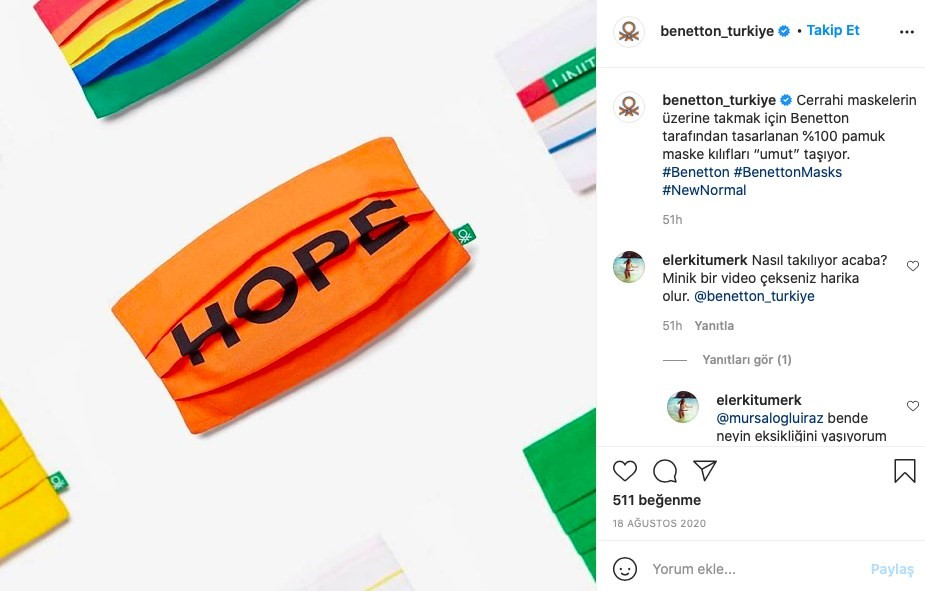 UNIT
HOPE
benetton_turkiye • Takip Et
benetton_turkiye Cerrahi maskelerin
üzerine takmak için Benetton
tarafından tasarlanan %100 pamuk
maske kılıfları “umut” taşıyor.
#Benetton #BenettonMasks
#NewNormal
51h
elerkitumerk Nasıl takılıyor acaba?
Minik bir video çekseniz harika
olur. @benetton_turkiye
51h Yanıtla
Yanıtları gör (1)
elerkitumerk
@mursalogluiraz bende
neyin eksikliğini yaşıyorum
511 beğenme
18 AĞUSTOS 2020
Yorum ekle... Paylaş